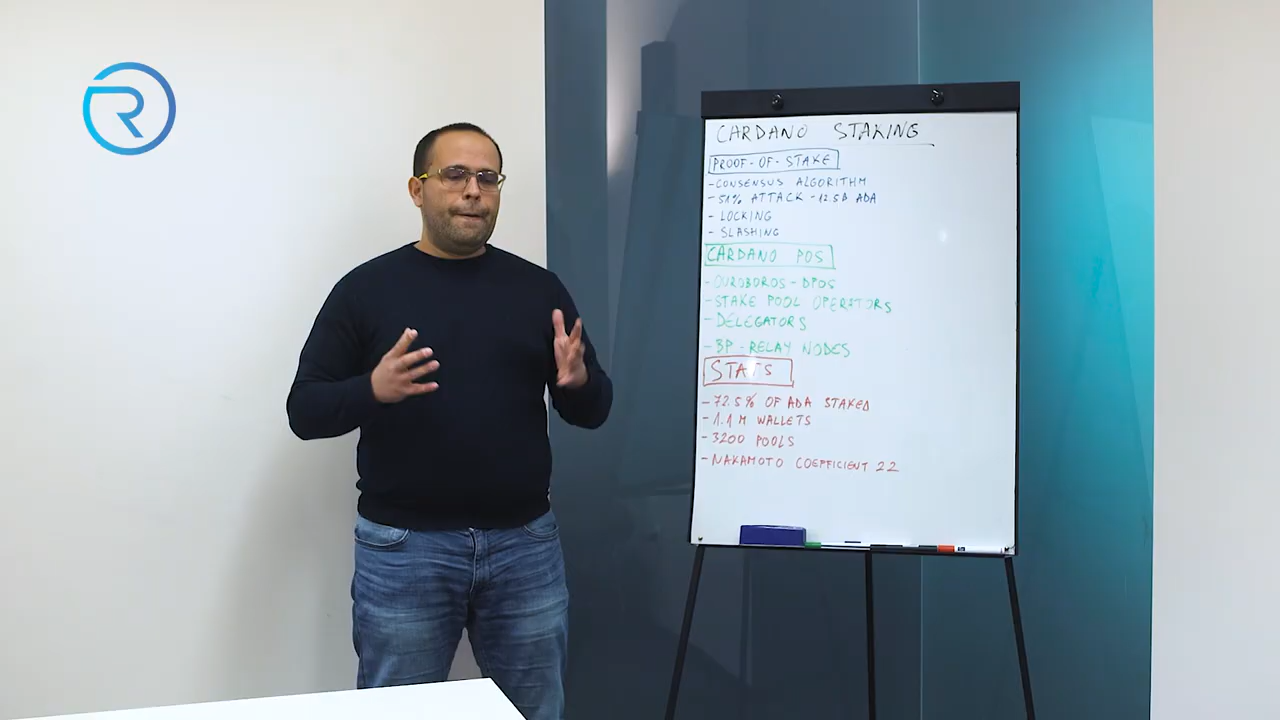 R
CARDANO STAKING
PROOF-OF-STAKE
- CONSENSUS ALGORITHM
- 51% ATTACK - 12.5B ADA
- LOCKING
- SLASHING
CARDANO POS
- OUROBOROS - DPOS
- STAKE POOL OPERATORS
- DELEGATORS
- BP - RELAY NODES
STATS
- 72.5% OF ADA STAKED
- 1.1 M WALLETS
- 3200 POOLS
- NAKAMOTO COEFFICIENT 22